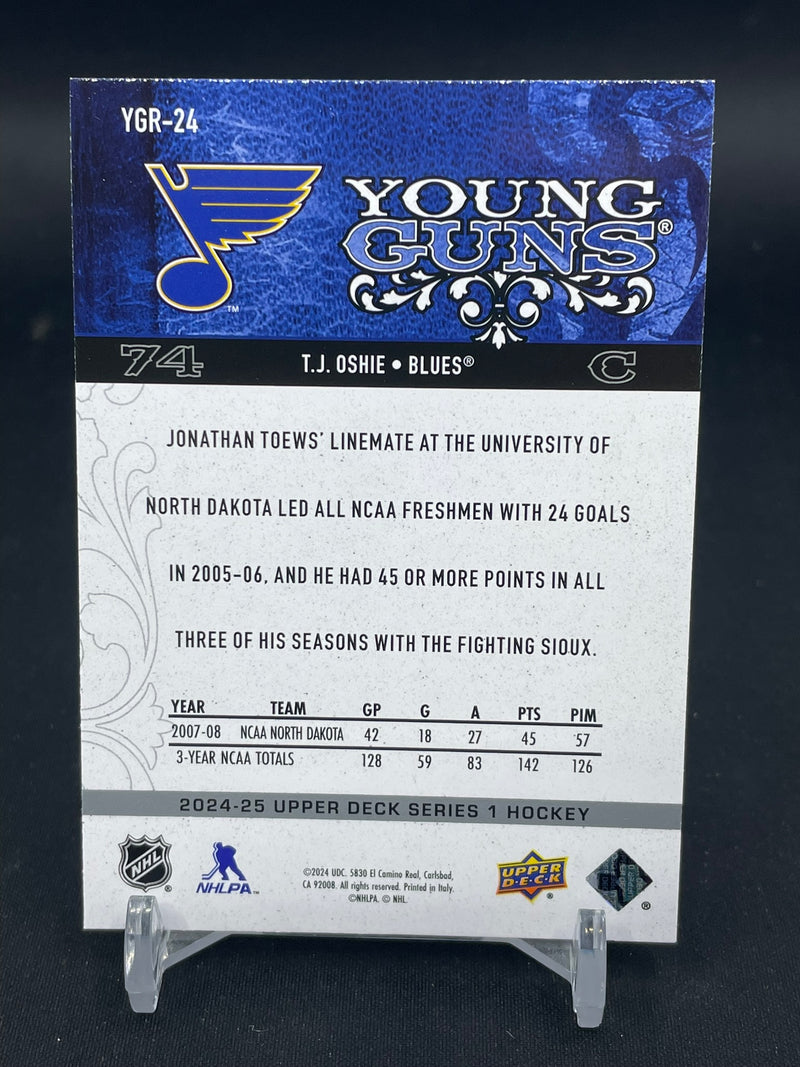 YGR-24
YOUNG
GUNS®
TM
74 T.J. OSHIE • BLUES® C
JONATHAN TOEWS' LINEMATE AT THE UNIVERSITY OF
NORTH DAKOTA LED ALL NCAA FRESHMEN WITH 24 GOALS
IN 2005-06, AND HE HAD 45 OR MORE POINTS IN ALL
THREE OF HIS SEASONS WITH THE FIGHTING SIOUX.
YEAR TEAM GP G A PTS PIM
2007-08 NCAA NORTH DAKOTA 42 18 27 45 57
3-YEAR NCAA TOTALS 128 59 83 142 126
2024-25 UPPER DECK SERIES 1 HOCKEY
NHL ®
NHLPA™
©2024 UDC. 5830 El Camino Real, Carlsbad,
CA 92008. All rights reserved. Printed in Italy.
©NHLPA. © NHL.
UPPER
DECK
®
®